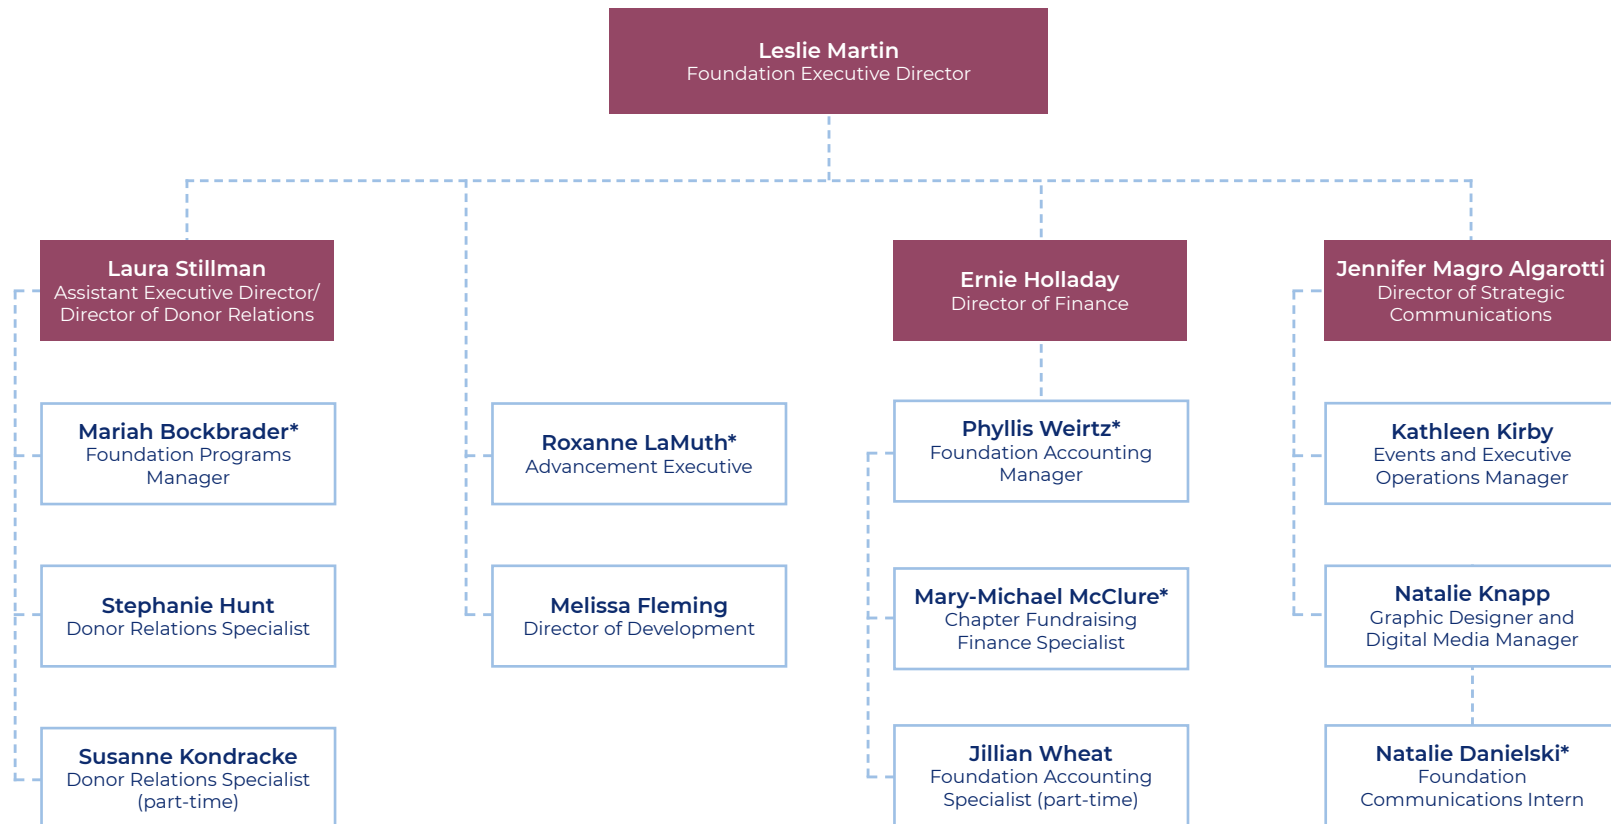 Leslie Martin
Foundation Executive Director
Laura Stillman
Assistant Executive Director/
Director of Donor Relations
Ernie Holladay
Director of Finance
Jennifer Magro Algarotti
Director of Strategic
Communications
Mariah Bockbrader*
Foundation Programs
Manager
Roxanne LaMuth*
Advancement Executive
Phyllis Weirtz*
Foundation Accounting
Manager
Kathleen Kirby
Events and Executive
Operations Manager
Stephanie Hunt
Donor Relations Specialist
Melissa Fleming
Director of Development
Mary-Michael McClure*
Chapter Fundraising
Finance Specialist
Natalie Knapp
Graphic Designer and
Digital Media Manager
Susanne Kondracke
Donor Relations Specialist
(part-time)
Jillian Wheat
Foundation Accounting
Specialist (part-time)
Natalie Danielski*
Foundation
Communications Intern